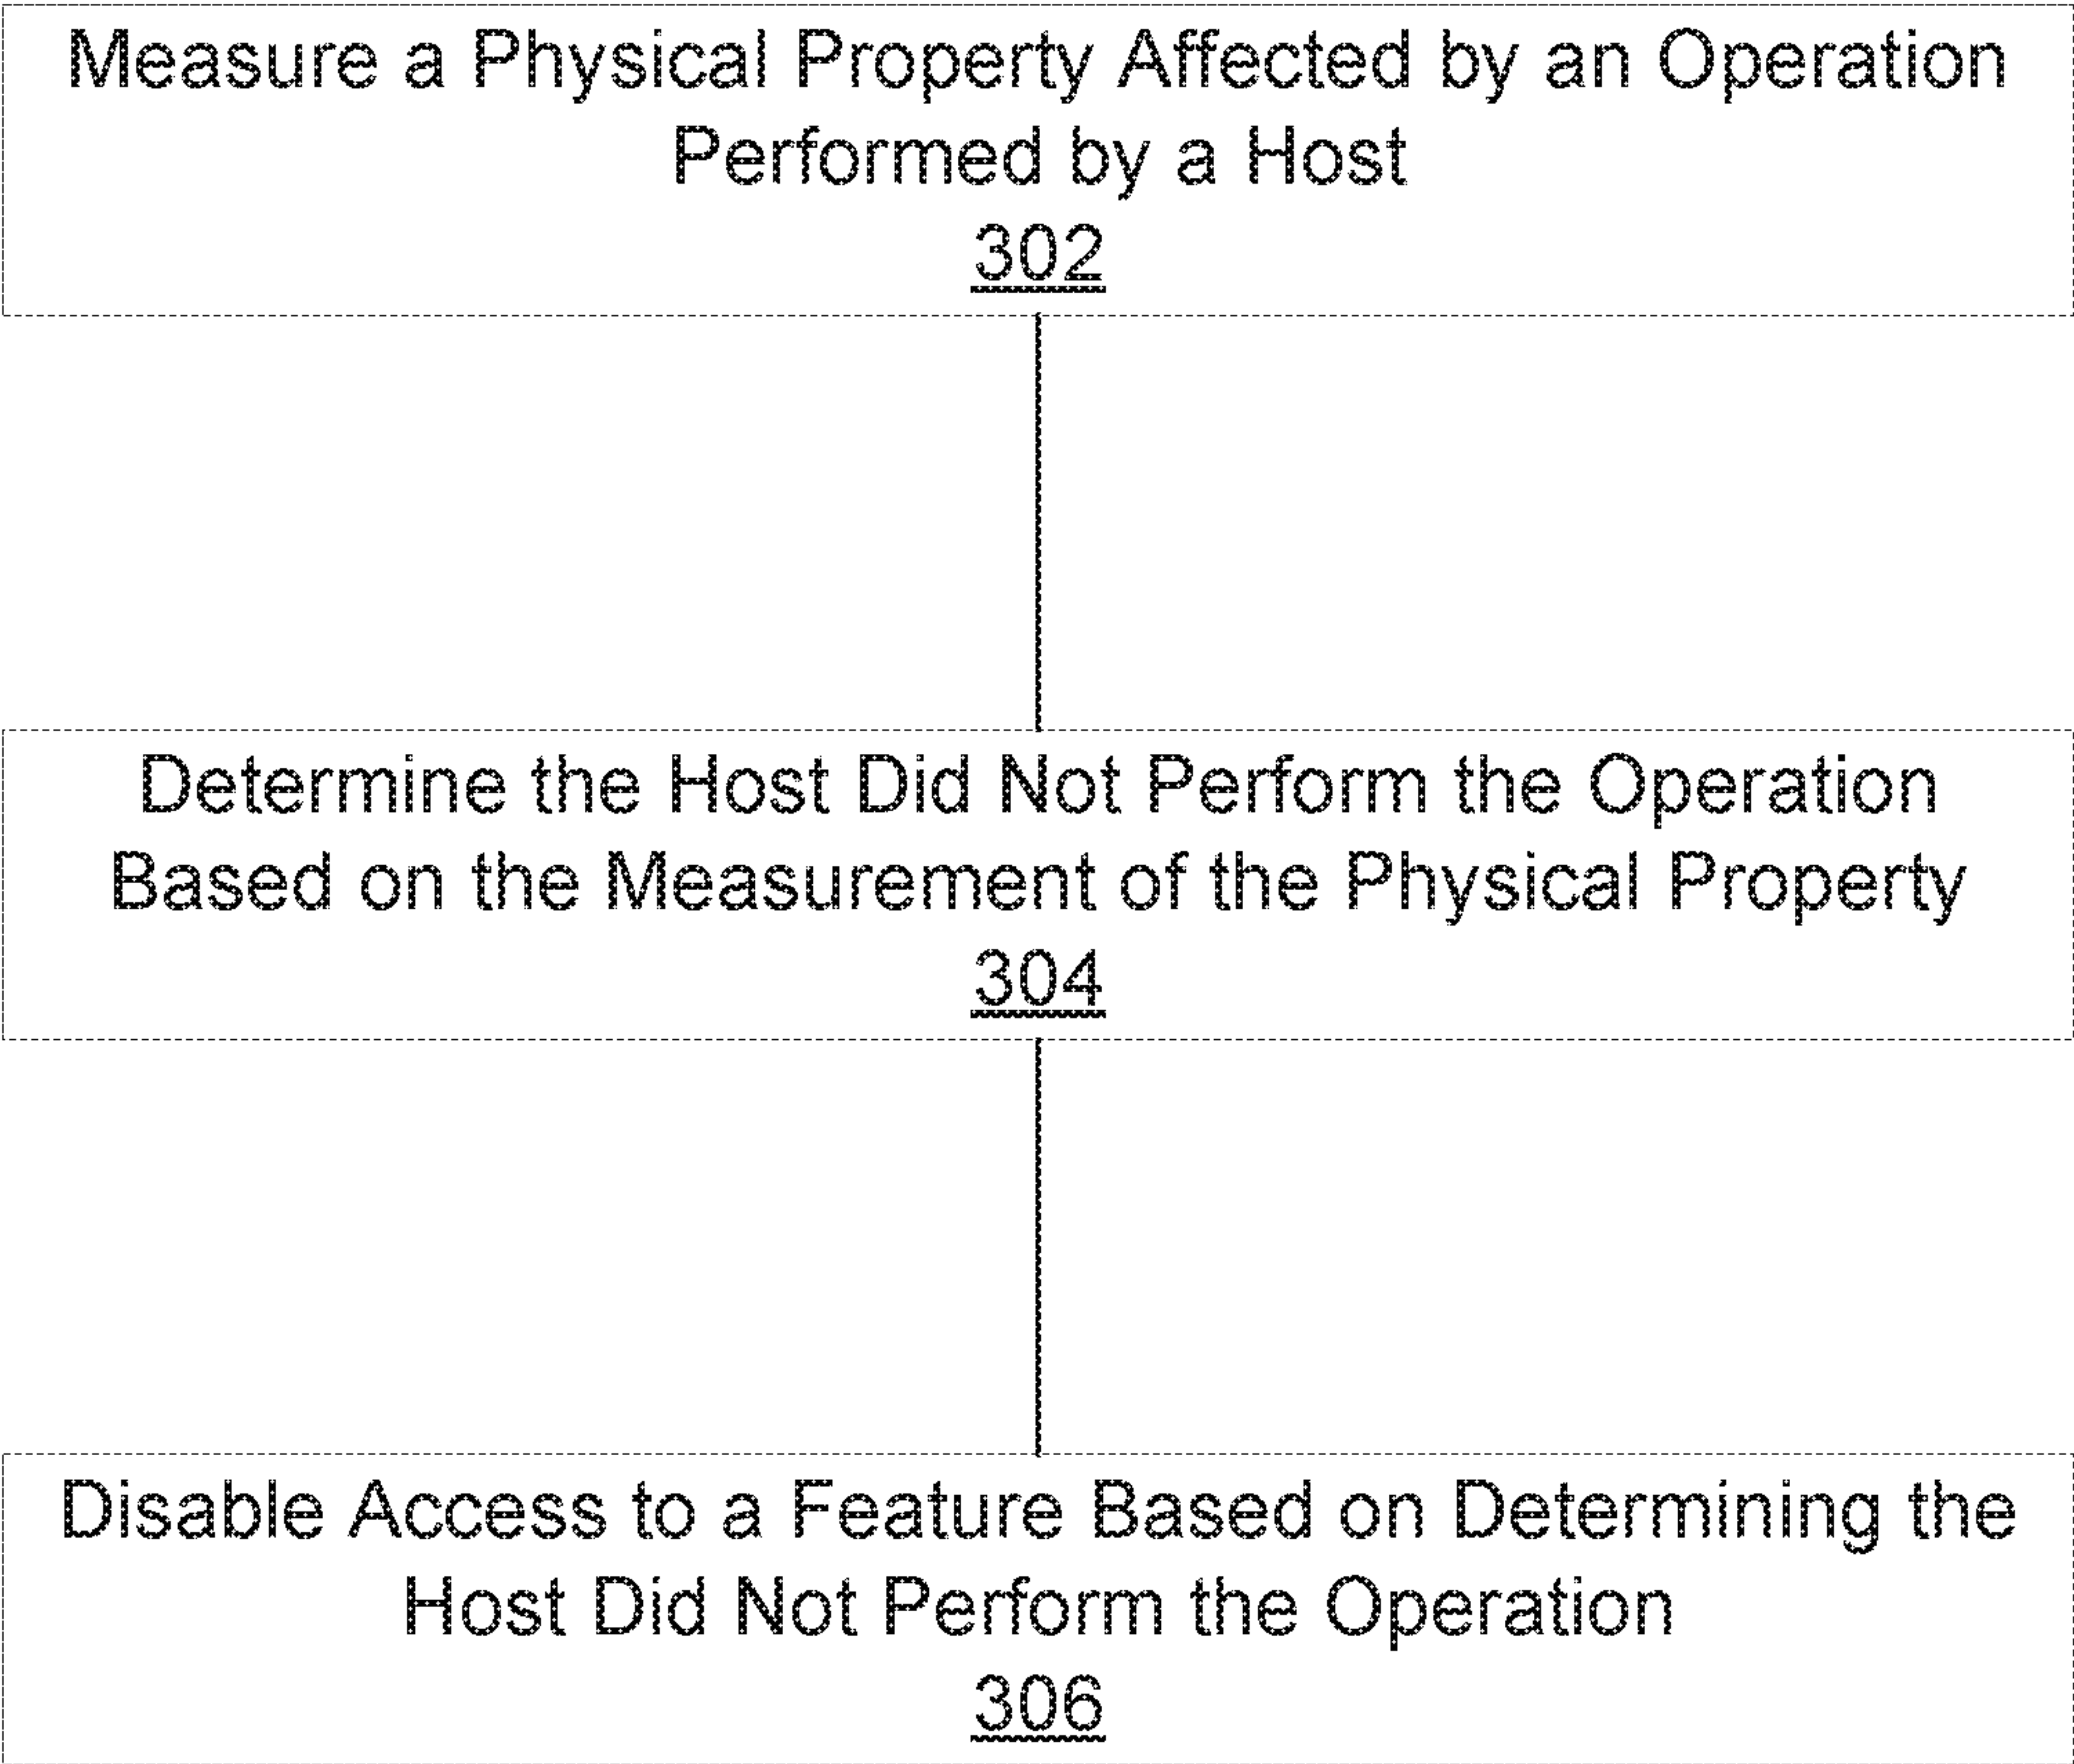 Measure a Physical Property Affected by an Operation
Performed by a Host
302
Determine the Host Did Not Perform the Operation
Based on the Measurement of the Physical Property
304
Disable Access to a Feature Based on Determining the
Host Did Not Perform the Operation
306